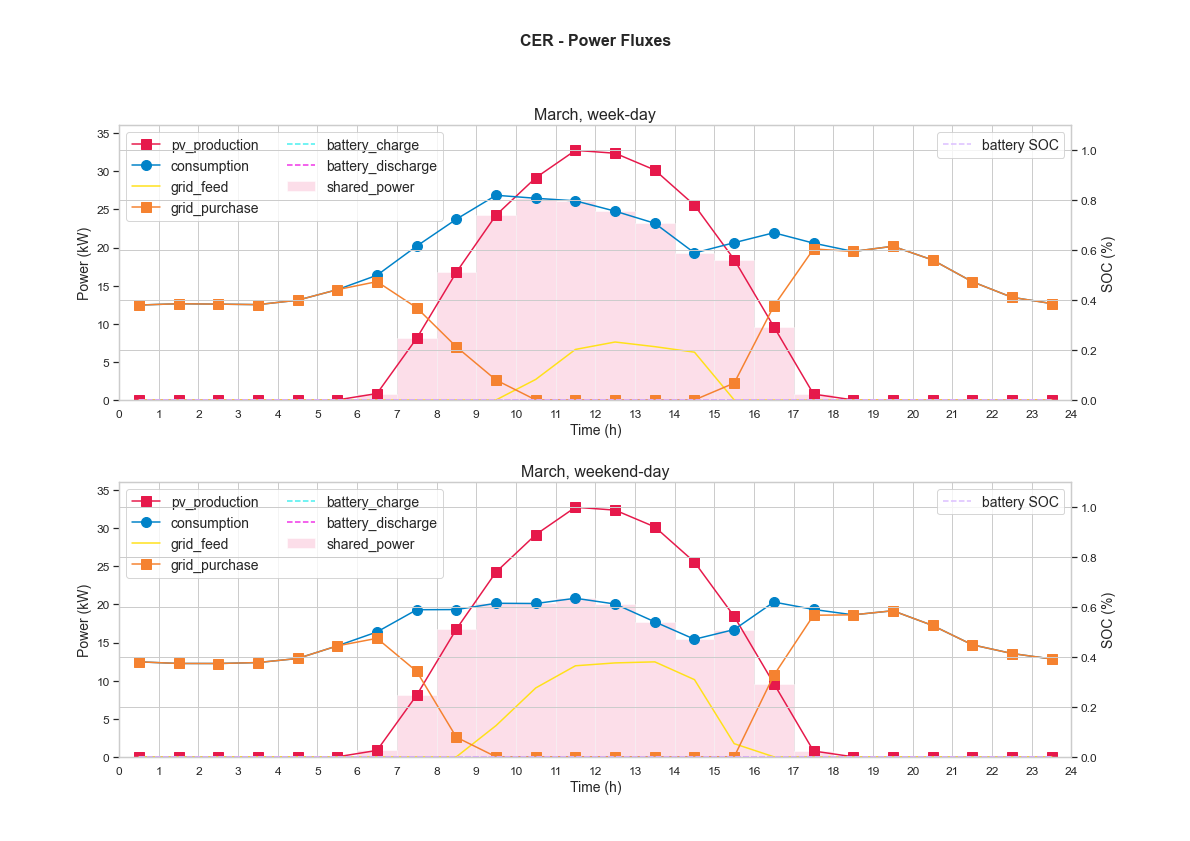 CER - Power Fluxes
March, week-day
pv_production
consumption
grid_feed
grid_purchase
battery_charge
battery_discharge
shared_power
battery SOC
Power (kW)
35
30
25
20
15
10
5
0
SOC (%)
1.0
0.8
0.6
0.4
0.2
0.0
0 1 2 3 4 5 6 7 8 9 10 11 12 13 14 15 16 17 18 19 20 21 22 23 24
Time (h)
March, weekend-day
pv_production
consumption
grid_feed
grid_purchase
battery_charge
battery_discharge
shared_power
battery SOC
Power (kW)
35
30
25
20
15
10
5
0
SOC (%)
1.0
0.8
0.6
0.4
0.2
0.0
0 1 2 3 4 5 6 7 8 9 10 11 12 13 14 15 16 17 18 19 20 21 22 23 24
Time (h)